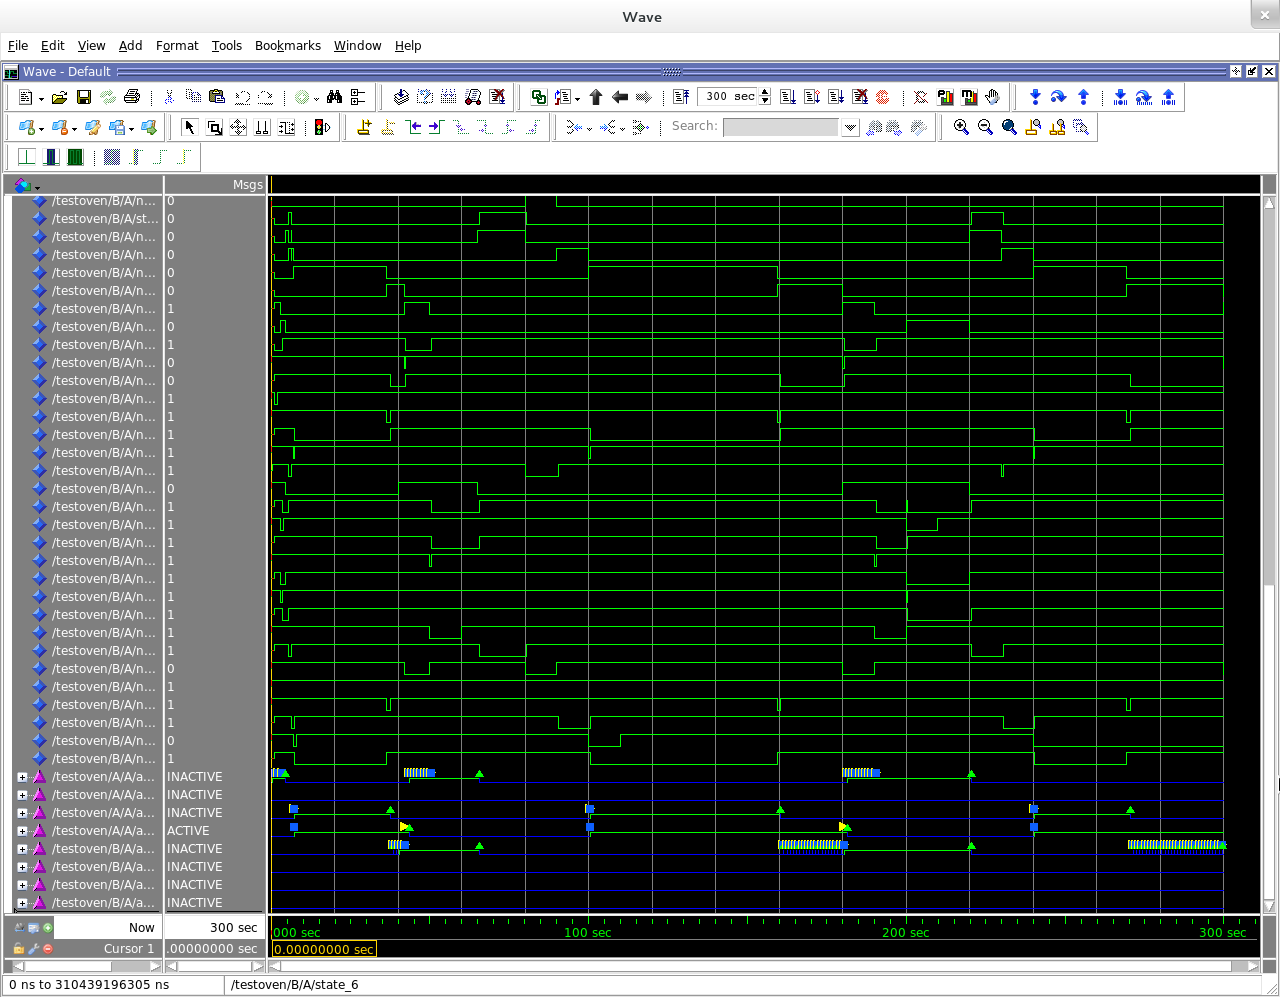 Wave
File Edit View Add Format Tools Bookmarks Window Help
Wave - Default
300 sec
Search:
Msgs
/testoven/B/A/n... 0
/testoven/B/A/st... 0
/testoven/B/A/n... 0
/testoven/B/A/n... 0
/testoven/B/A/n... 0
/testoven/B/A/n... 0
/testoven/B/A/n... 1
/testoven/B/A/n... 0
/testoven/B/A/n... 1
/testoven/B/A/n... 0
/testoven/B/A/n... 0
/testoven/B/A/n... 1
/testoven/B/A/n... 1
/testoven/B/A/n... 1
/testoven/B/A/n... 1
/testoven/B/A/n... 1
/testoven/B/A/n... 0
/testoven/B/A/n... 1
/testoven/B/A/n... 1
/testoven/B/A/n... 1
/testoven/B/A/n... 1
/testoven/B/A/n... 1
/testoven/B/A/n... 1
/testoven/B/A/n... 1
/testoven/B/A/n... 1
/testoven/B/A/n... 1
/testoven/B/A/n... 0
/testoven/B/A/n... 1
/testoven/B/A/n... 1
/testoven/B/A/n... 1
/testoven/B/A/n... 0
/testoven/B/A/n... 1
/testoven/A/A/a... INACTIVE
/testoven/A/A/a... INACTIVE
/testoven/A/A/a... INACTIVE
/testoven/A/A/a... ACTIVE
/testoven/A/A/a... INACTIVE
/testoven/B/A/a... INACTIVE
/testoven/B/A/a... INACTIVE
/testoven/B/A/a... INACTIVE
Now 300 sec
:000 sec 100 sec 200 sec 300 sec
Cursor 1 .00000000 sec
0.00000000 sec
0 ns to 310439196305 ns /testoven/B/A/state_6